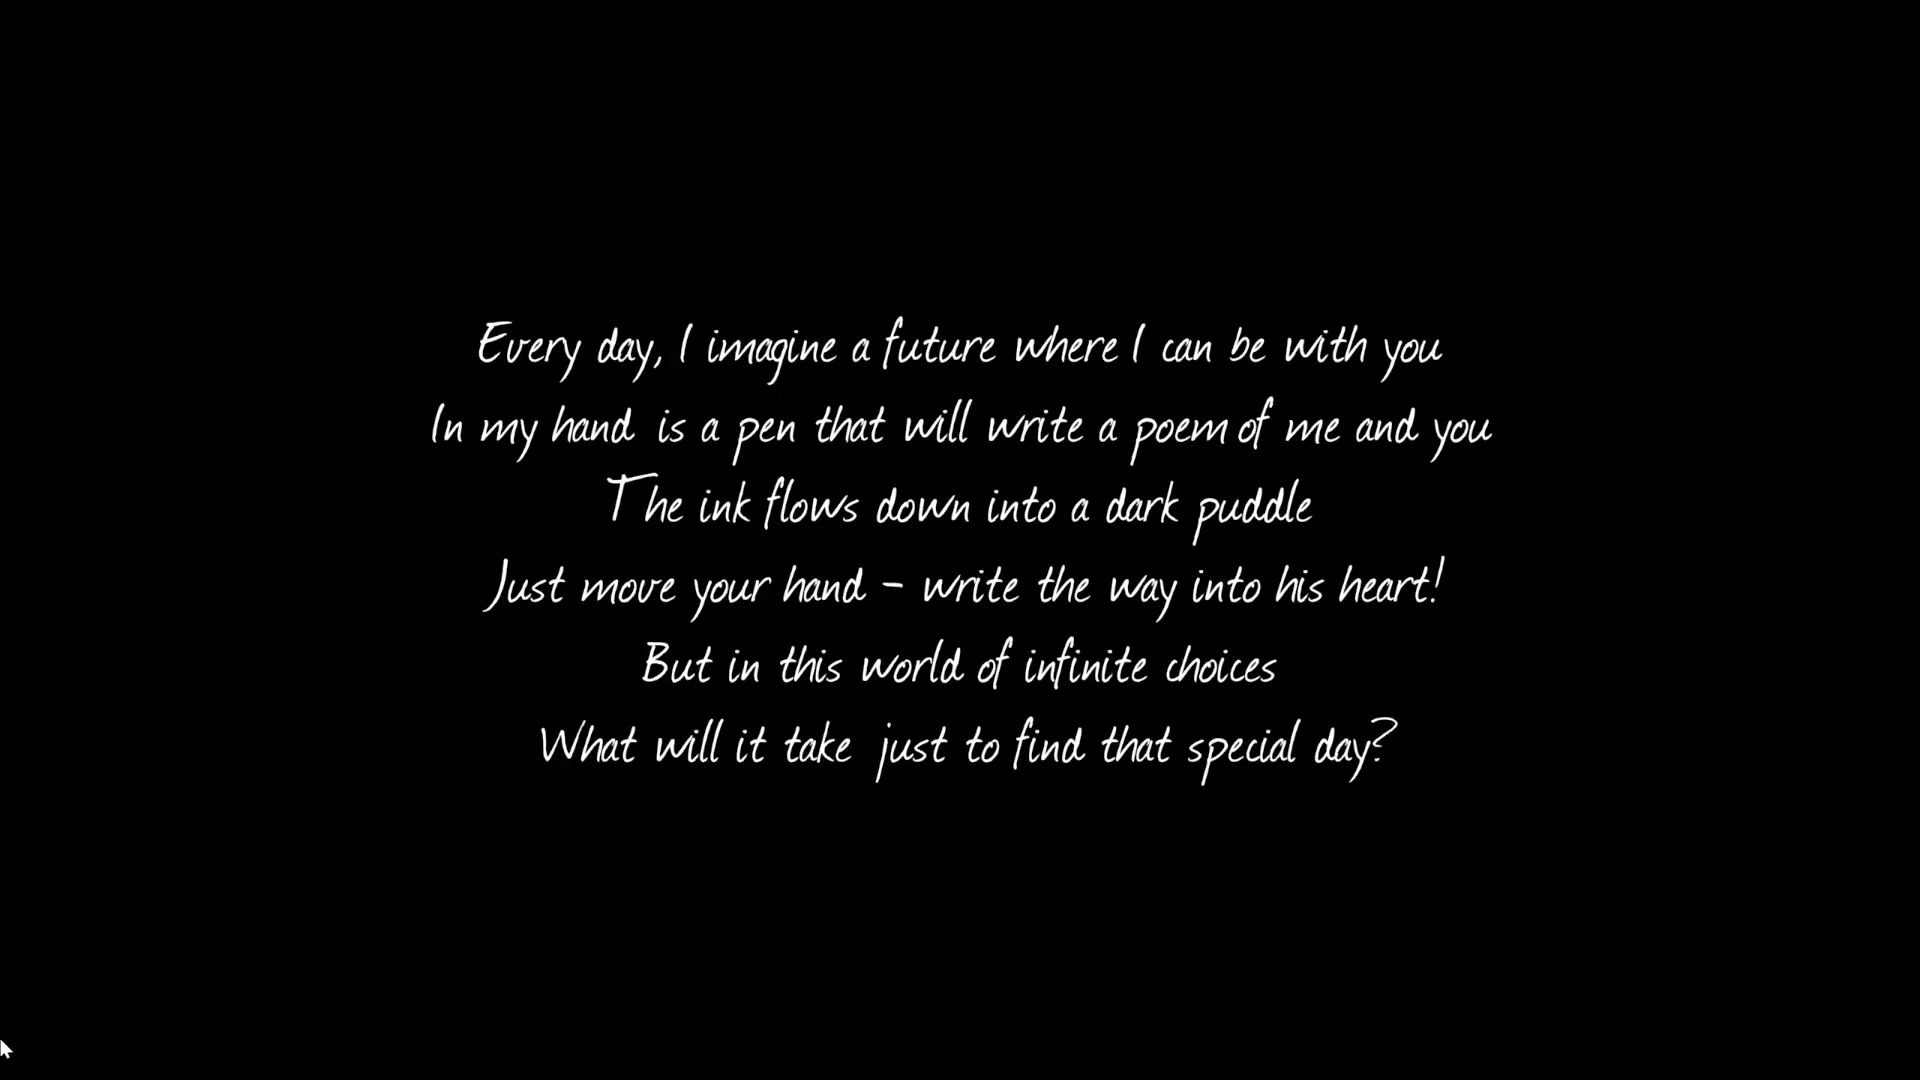 Every day, I imagine a future where I can be with you
In my hand is a pen that will write a poem of me and you
The ink flows down into a dark puddle
Just move your hand - write the way into his heart!
But in this world of infinite choices
What will it take just to find that special day?